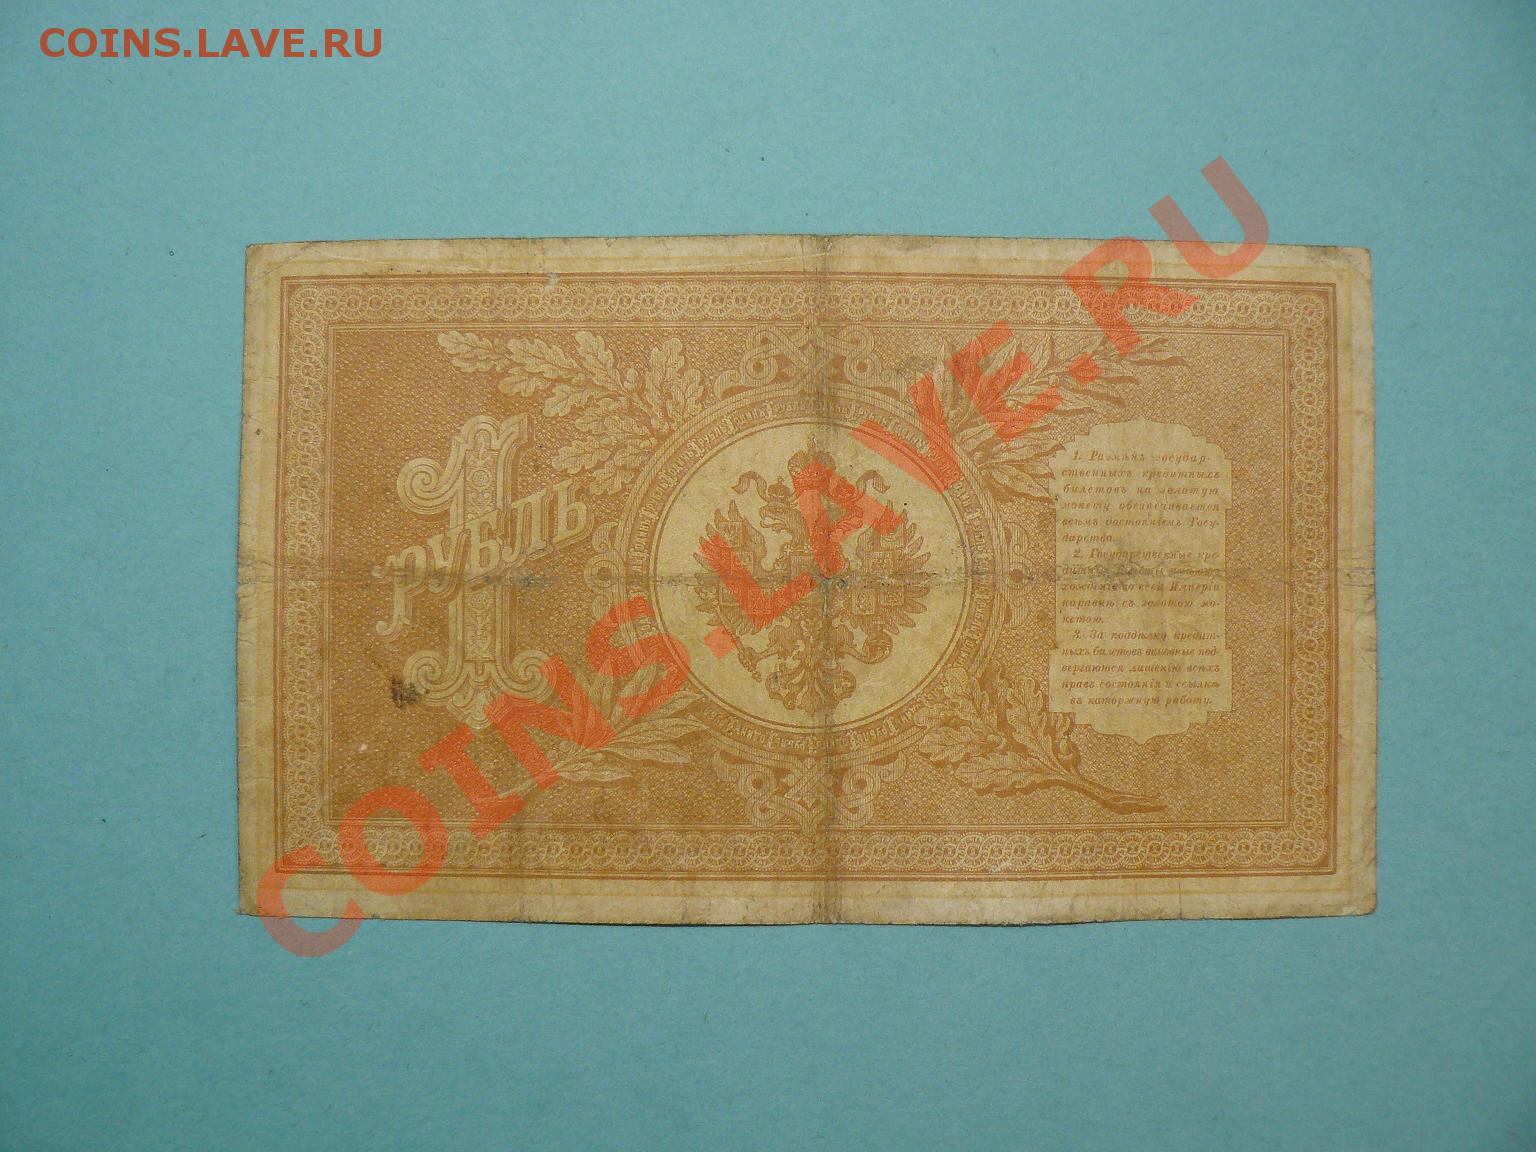 COINS.LAVE.RU
COINS.LAVE.RU
1
РУБЛЬ
1. Размѣнъ государ-
ственныхъ кредитныхъ
билетовъ на золотую
монету обезпечивается
всѣмъ достояніемъ Госу-
дарства.
2. Государственные кре-
дитные билеты имѣютъ
хожденіе во всей Имперіи
наравнѣ съ золотою мо-
нетою.
3. За поддѣлку кредит-
ныхъ билетовъ виновные под-
вергаются лишенію всѣхъ
правъ состоянія и ссылкѣ
въ каторжную работу.